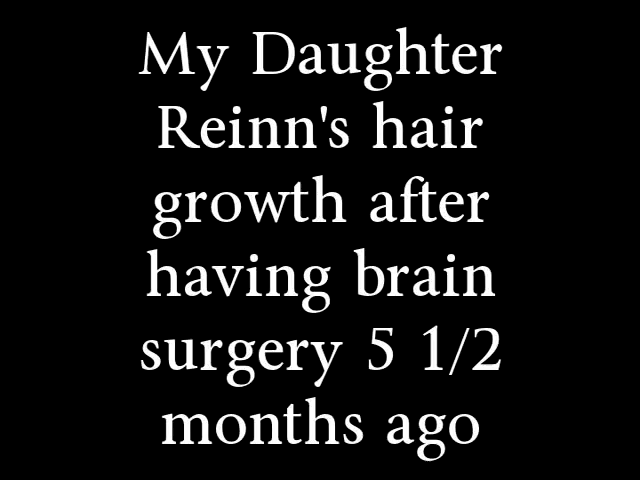 My Daughter
Reinn's hair
growth after
having brain
surgery 5 1/2
months ago